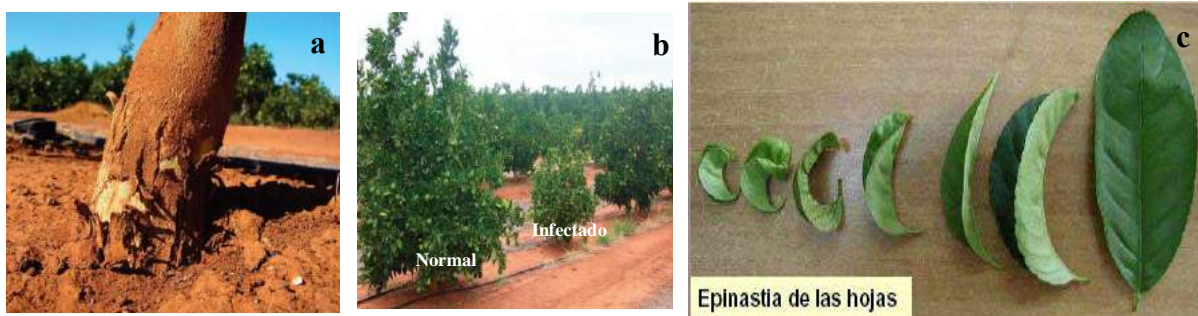 a
b
c
Infectado
Normal
Epinastia de las hojas